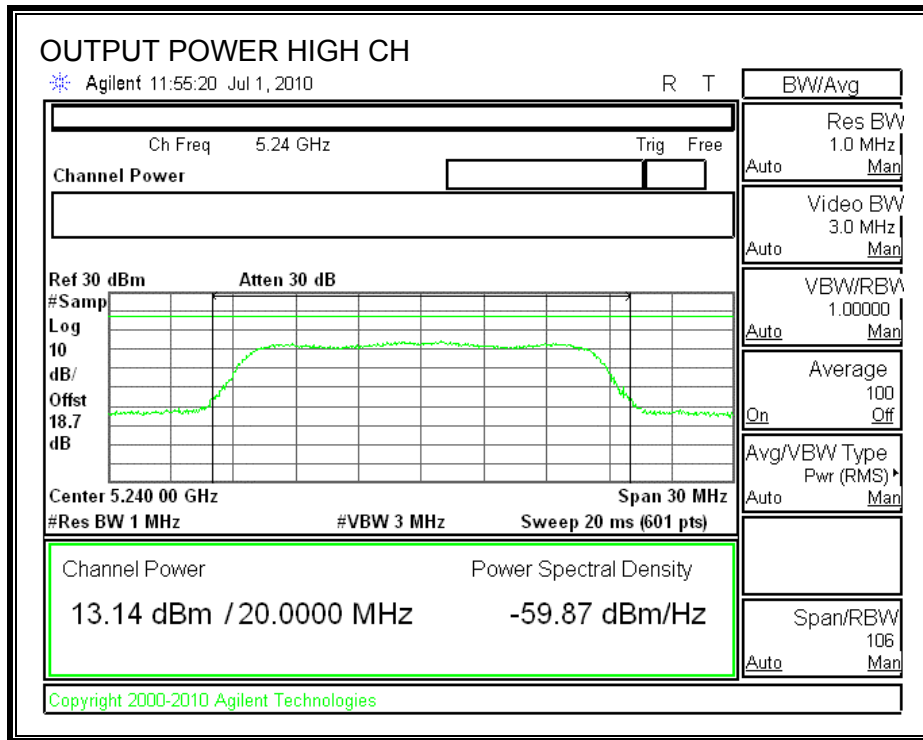 OUTPUT POWER HIGH CH
Agilent 11:55:20 Jul 1, 2010 R T
Ch Freq 5.24 GHz Trig Free
Channel Power
Ref 30 dBm Atten 30 dB
#Samp
Log
10
dB/
Offst
18.7
dB
Center 5.240 00 GHz Span 30 MHz
#Res BW 1 MHz #VBW 3 MHz Sweep 20 ms (601 pts)
Channel Power Power Spectral Density
13.14 dBm / 20.0000 MHz -59.87 dBm/Hz
Copyright 2000-2010 Agilent Technologies
BW/Avg
Res BW
1.0 MHz
Auto Man
Video BW
3.0 MHz
Auto Man
VBW/RBW
1.00000
Auto Man
Average
100
On Off
Avg/VBW Type
Pwr (RMS)
Auto Man
Span/RBW
106
Auto Man